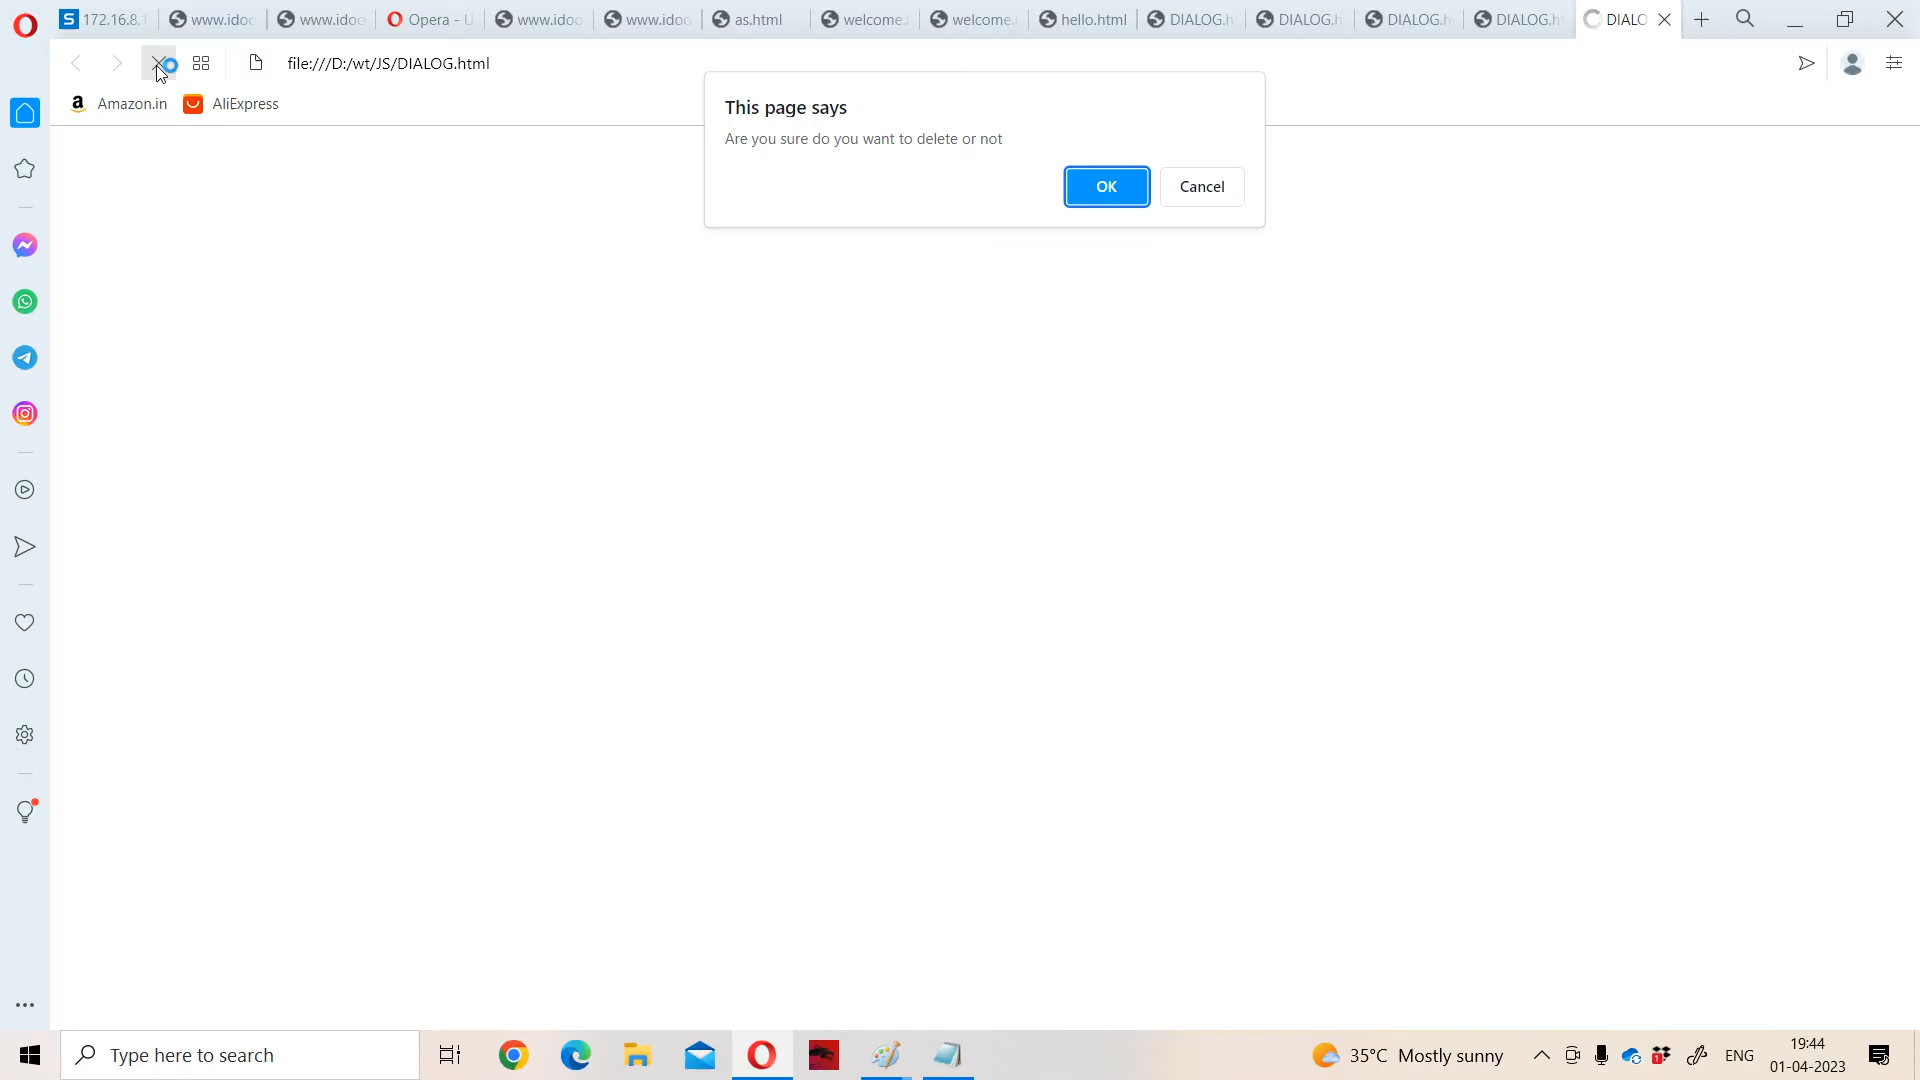 172.16.8.1
www.idoc
www.idoo
Opera - U
www.idoo
www.idoo
as.html
welcome.
welcome.
hello.html
DIALOG.h
DIALOG.h
DIALOG.h
DIALOG.ht
DIALO
file:///D:/wt/JS/DIALOG.html
Amazon.in
AliExpress
This page says
Are you sure do you want to delete or not
OK
Cancel
Type here to search
35°C Mostly sunny
ENG
19:44
01-04-2023